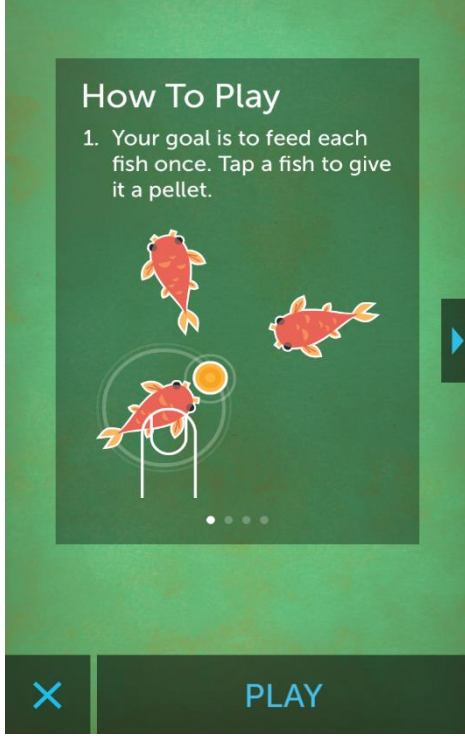 How To Play
1. Your goal is to feed each
fish once. Tap a fish to give
it a pellet.
PLAY